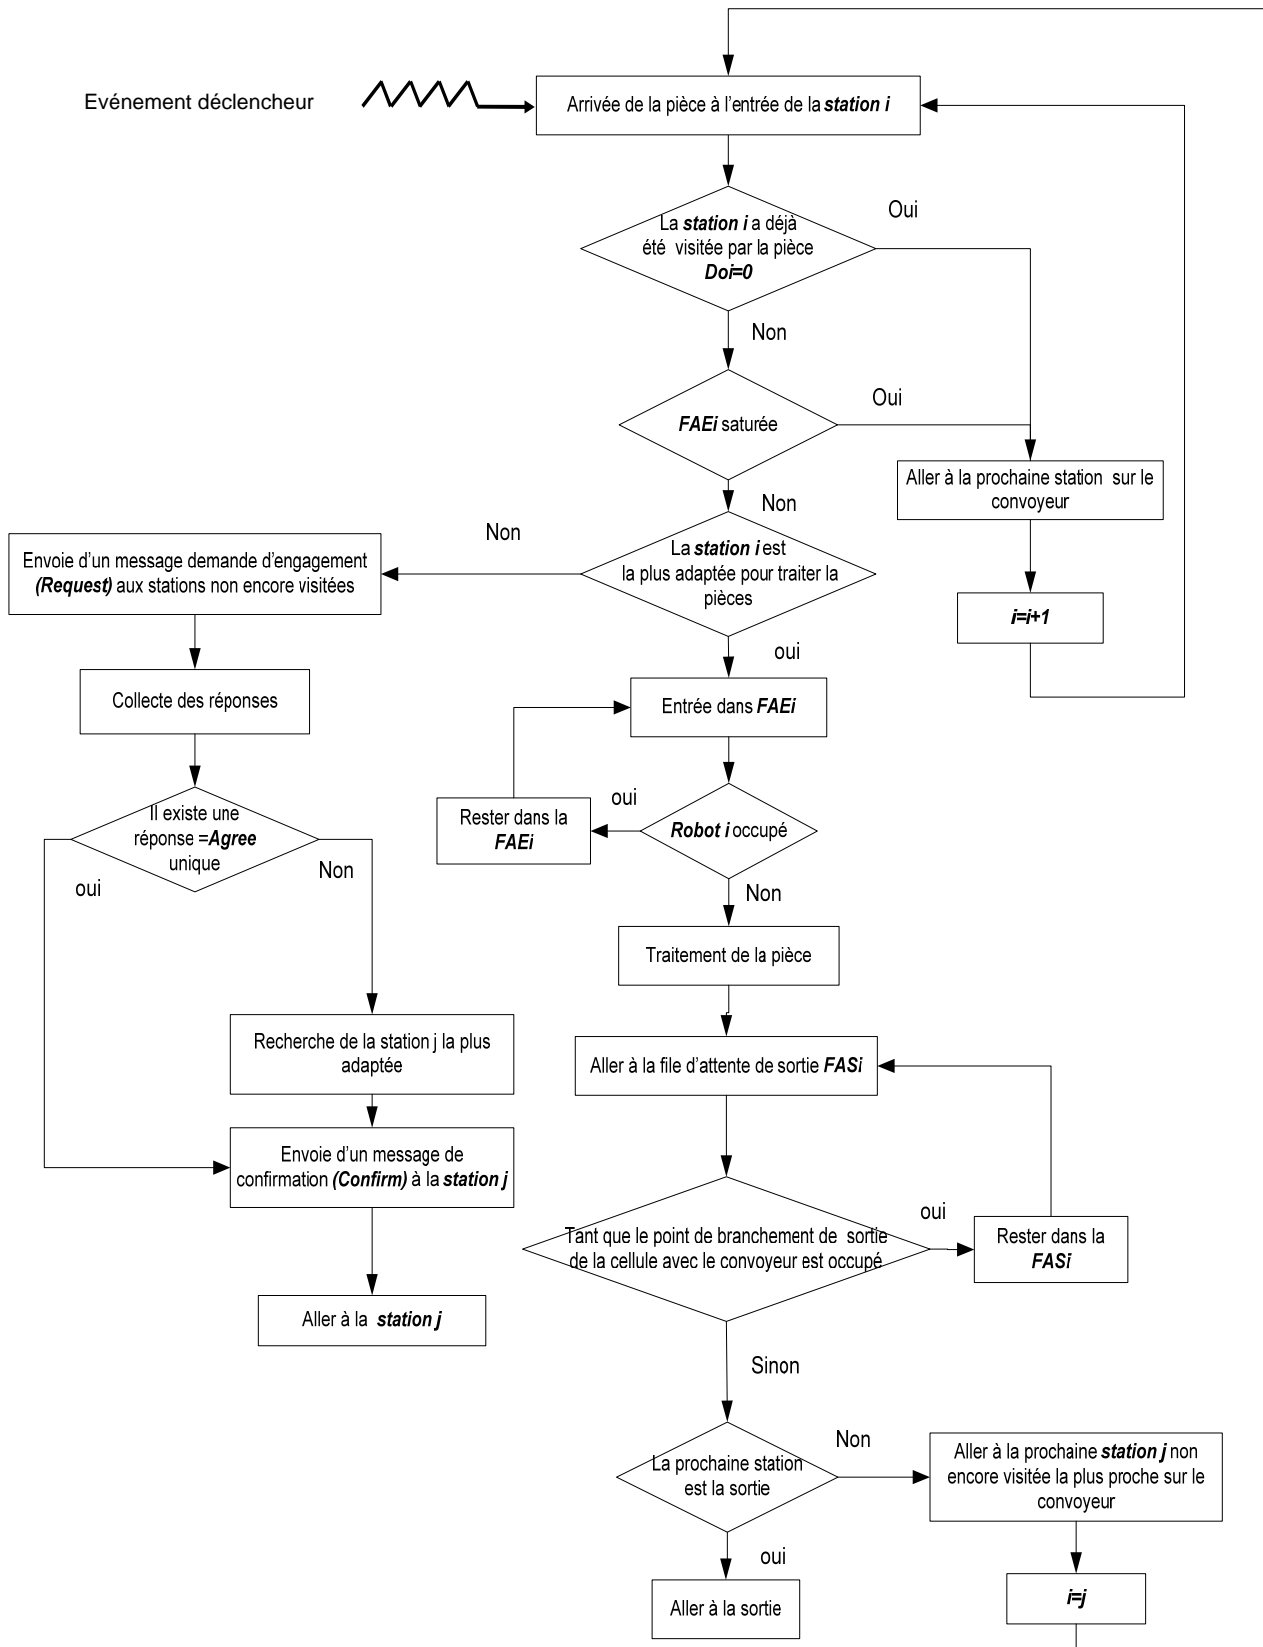 Evénement déclencheur
Arrivée de la pièce à l'entrée de la station i
La station i a déjà
été visitée par la pièce
Doi=0
Oui
Non
FAEi saturée
Oui
Aller à la prochaine station sur le
convoyeur
Non
Non
La station i est
la plus adaptée pour traiter la
pièces
Envoie d'un message demande d'engagement
(Request) aux stations non encore visitées
i=i+1
oui
Collecte des réponses
Entrée dans FAEi
Il existe une
réponse =Agree
unique
oui
Non
Rester dans la
FAEi
oui
Robot i occupé
Non
Traitement de la pièce
Recherche de la station j la plus
adaptée
Aller à la file d'attente de sortie FASi
Envoie d'un message de
confirmation (Confirm) à la station j
Tant que le point de branchement de sortie
de la cellule avec le convoyeur est occupé
oui
Rester dans la
FASi
Aller à la station j
Sinon
La prochaine station
est la sortie
Non
Aller à la prochaine station j non
encore visitée la plus proche sur le
convoyeur
oui
Aller à la sortie
i=j